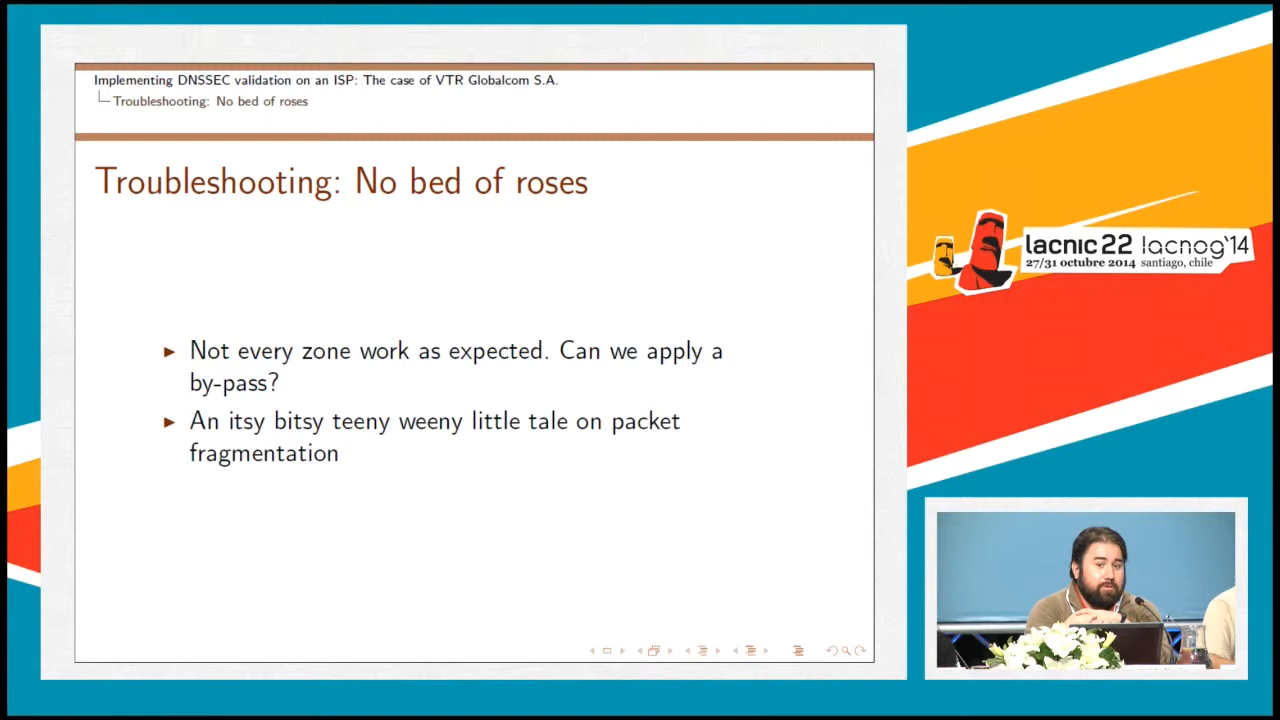 Implementing DNSSEC validation on an ISP: The case of VTR Globalcom S.A.
Troubleshooting: No bed of roses
Troubleshooting: No bed of roses
Not every zone work as expected. Can we apply a
by-pass?
An itsy bitsy teeny weeny little tale on packet
fragmentation
lacnic 22 lacnog'14
27/31 octubre 2014 santiago, chile